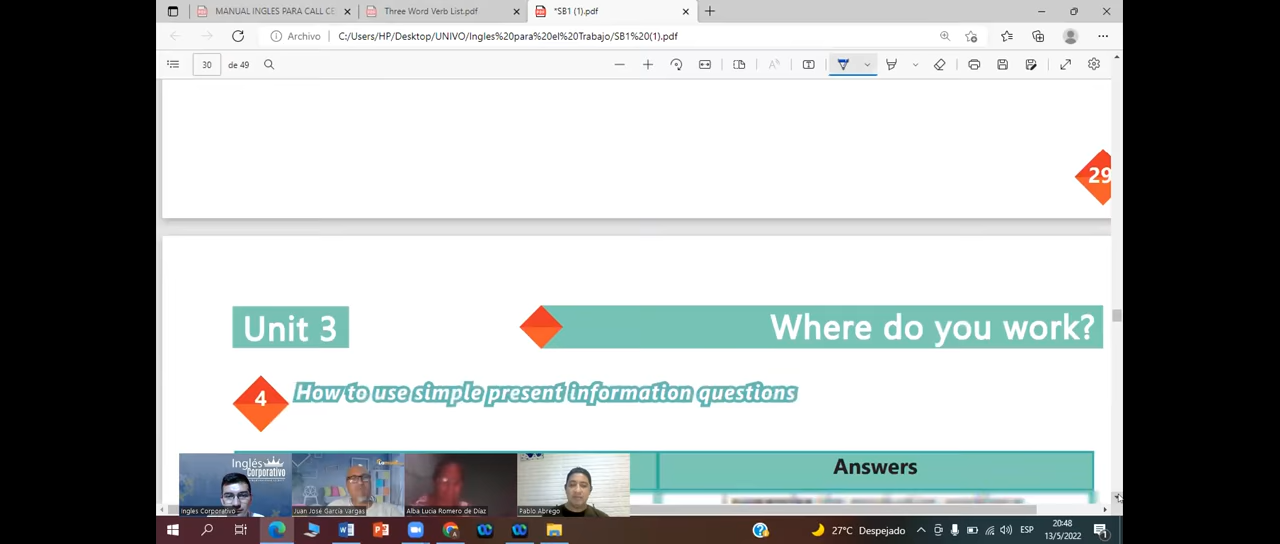 MANUAL INGLES PARA CALL CE
Three Word Verb List.pdf
*SB1 (1).pdf
Archivo
C:/Users/HP/Desktop/UNIVO/Ingles%20para%20el%20Trabajo/SB1%20(1).pdf
30 de 49
29
Unit 3
Where do you work?
4 How to use simple present information questions
Answers
Inglés
Corporativo
Ingles Corporativo
Juan José García Vargas
Alba Lucia Romero de Díaz
Pablo Abrego
27°C Despejado
ESP
20:48
13/5/2022